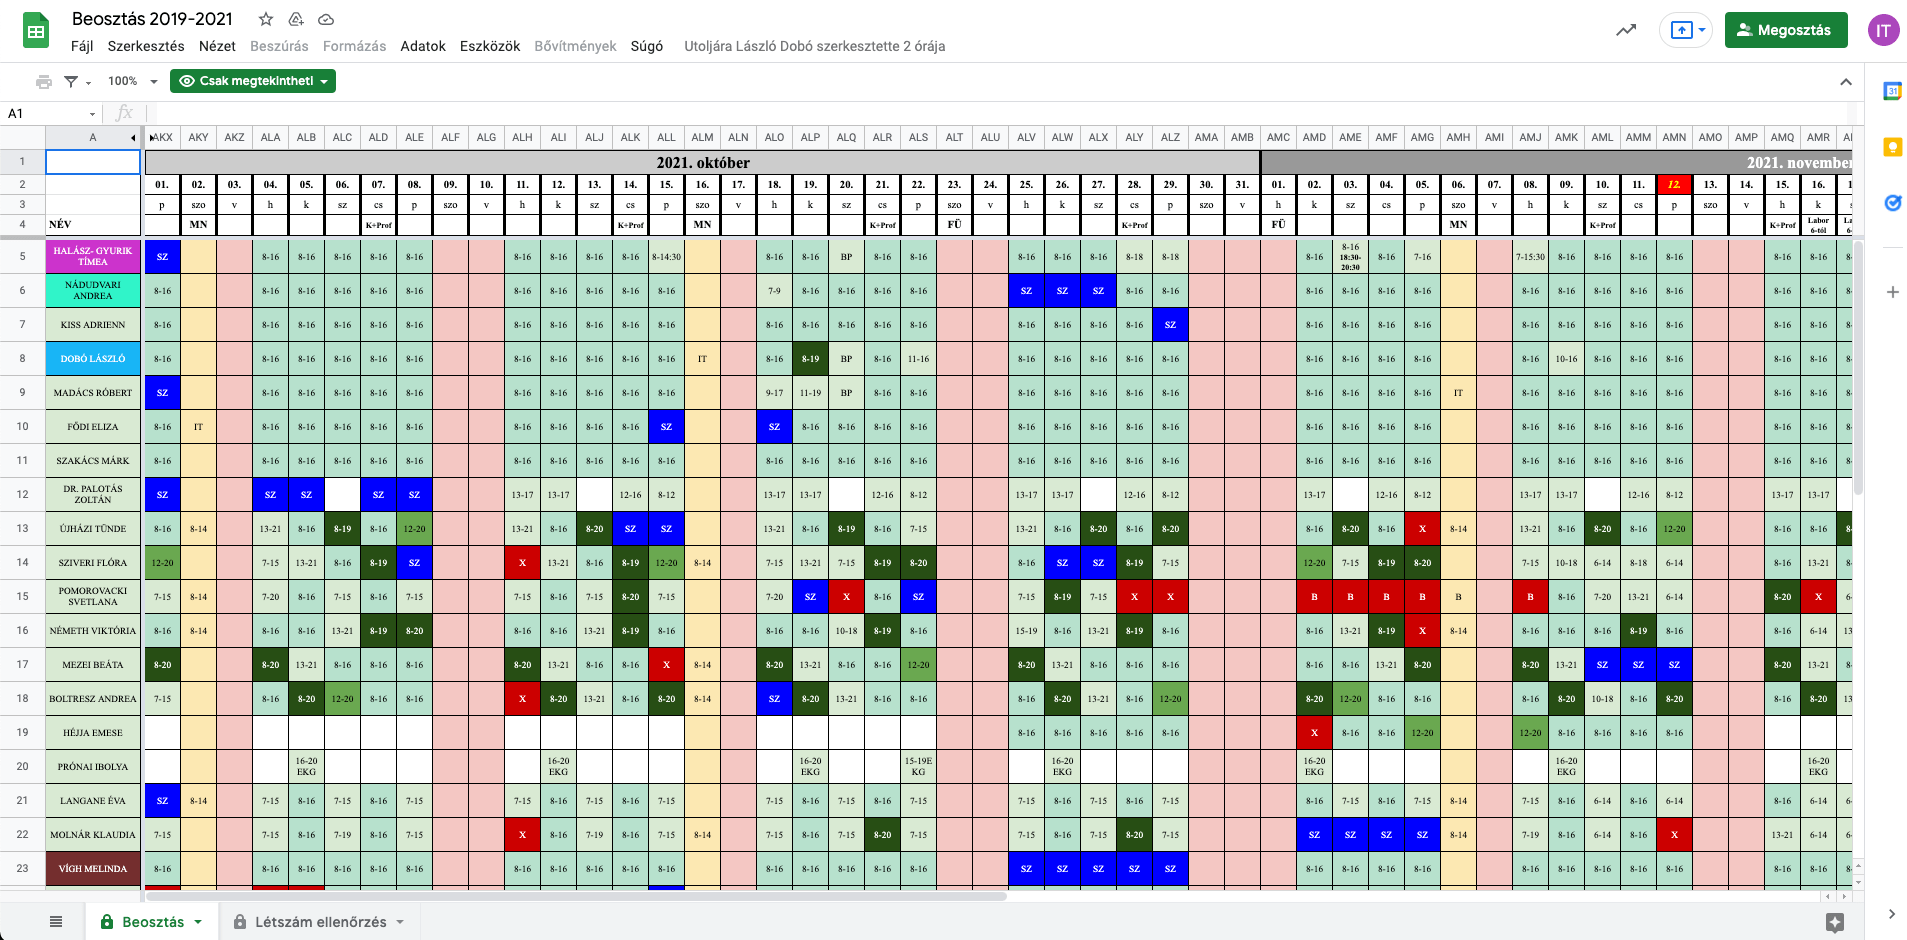 Beosztás 2019-2021
Fájl Szerkesztés Nézet Beszúrás Formázás Adatok Eszközök Bővítmények Súgó Utoljára László Dobó szerkesztette 2 órája
Megosztás
IT
100% Csak megtekintheti
A1 fx
A AKX AKY AKZ ALA ALB ALC ALD ALE ALF ALG ALH ALI ALJ ALK ALL ALM ALN ALO ALP ALQ ALR ALS ALT ALU ALV ALW ALX ALY ALZ AMA AMB AMC AMD AME AMF AMG AMH AMI AMJ AMK AML AMM AMN AMO AMP AMQ AMR
1 2021. október 2021. november
2 01. 02. 03. 04. 05. 06. 07. 08. 09. 10. 11. 12. 13. 14. 15. 16. 17. 18. 19. 20. 21. 22. 23. 24. 25. 26. 27. 28. 29. 30. 31. 01. 02. 03. 04. 05. 06. 07. 08. 09. 10. 11. 12. 13. 14. 15. 16.
3 p szo v h k sz cs p szo v h k sz cs p szo v h k sz cs p szo v h k sz cs p szo v h k sz cs p szo v h k sz cs p szo v h k
4 NÉV MN K+Prof K+Prof MN K+Prof FÜ K+Prof FÜ MN K+Prof K+Prof Labor 6-tól
5 HALÁSZ- GYURIK TÍMEA SZ 8-16 8-16 8-16 8-16 8-16 8-16 8-16 8-16 8-16 8-14:30 8-16 8-16 BP 8-16 8-16 8-16 8-16 8-16 8-18 8-18 8-16 8-16 18:30-20:30 8-16 7-16 7-15:30 8-16 8-16 8-16 8-16 8-16 8-16
6 NÁDUDVARI ANDREA 8-16 8-16 8-16 8-16 8-16 8-16 8-16 8-16 8-16 8-16 8-16 7-9 8-16 8-16 8-16 8-16 SZ SZ SZ 8-16 8-16 8-16 8-16 8-16 8-16 8-16 8-16 8-16 8-16 8-16 8-16 8-16
7 KISS ADRIENN 8-16 8-16 8-16 8-16 8-16 8-16 8-16 8-16 8-16 8-16 8-16 8-16 8-16 8-16 8-16 8-16 8-16 8-16 8-16 8-16 SZ 8-16 8-16 8-16 8-16 8-16 8-16 8-16 8-16 8-16 8-16 8-16
8 DOBÓ LÁSZLÓ 8-16 8-16 8-16 8-16 8-16 8-16 8-16 8-16 8-16 8-16 8-16 IT 8-16 8-19 BP 8-16 11-16 8-16 8-16 8-16 8-16 8-16 8-16 8-16 8-16 8-16 8-16 10-16 8-16 8-16 8-16 8-16 8-16
9 MADÁCS RÓBERT SZ 8-16 8-16 8-16 8-16 8-16 8-16 8-16 8-16 8-16 8-16 9-17 11-19 BP 8-16 8-16 8-16 8-16 8-16 8-16 8-16 8-16 8-16 8-16 8-16 IT 8-16 8-16 8-16 8-16 8-16 8-16 8-16
10 FŐDI ELIZA 8-16 IT 8-16 8-16 8-16 8-16 8-16 8-16 8-16 8-16 8-16 SZ SZ 8-16 8-16 8-16 8-16 8-16 8-16 8-16 8-16 8-16 8-16 8-16 8-16 8-16 8-16 8-16 8-16 8-16 8-16 8-16 8-16
11 SZAKÁCS MÁRK 8-16 8-16 8-16 8-16 8-16 8-16 8-16 8-16 8-16 8-16 8-16 8-16 8-16 8-16 8-16 8-16 8-16 8-16 8-16 8-16 8-16 8-16 8-16 8-16 8-16 8-16 8-16 8-16 8-16 8-16 8-16 8-16
12 DR. PALOTÁS ZOLTÁN SZ SZ SZ SZ SZ 13-17 13-17 12-16 8-12 13-17 13-17 12-16 8-12 13-17 13-17 12-16 8-12 13-17 12-16 8-12 13-17 13-17 12-16 8-12 13-17 13-17
13 ÚJHÁZI TÜNDE 8-16 8-14 13-21 8-16 8-19 8-16 12-20 13-21 8-16 8-20 SZ SZ 13-21 8-16 8-19 8-16 7-15 13-21 8-16 8-20 8-16 8-20 8-16 8-20 8-16 X 8-14 13-21 8-16 8-20 8-16 12-20 8-16 8-16
14 SZIVERI FLÓRA 12-20 7-15 13-21 8-16 8-19 SZ X 13-21 8-16 8-19 12-20 8-14 7-15 13-21 7-15 8-19 8-20 8-16 SZ SZ 8-19 7-15 12-20 7-15 8-19 8-20 7-15 10-18 6-14 8-18 6-14 8-16 13-21
15 POMOROVACKI SVETLANA 7-15 8-14 7-20 8-16 7-15 8-16 7-15 7-15 8-16 7-15 8-20 7-15 7-20 SZ X 8-16 SZ 7-15 8-19 7-15 X X B B B B B B 8-16 7-20 13-21 6-14 8-20 X
16 NÉMETH VIKTÓRIA 8-16 8-14 8-16 8-16 13-21 8-19 8-20 8-16 8-16 13-21 8-19 8-16 8-16 8-16 10-18 8-19 8-16 15-19 8-16 13-21 8-19 8-16 8-16 13-21 8-19 X 8-14 8-16 8-16 8-16 8-19 8-16 8-16 6-14
17 MEZEI BEÁTA 8-20 8-20 13-21 8-16 8-16 8-16 8-20 13-21 8-16 8-16 X 8-14 8-20 13-21 8-16 8-16 12-20 8-20 13-21 8-16 8-16 8-16 8-16 8-16 13-21 8-20 8-20 13-21 SZ SZ SZ 8-20 13-21
18 BOLTRESZ ANDREA 7-15 8-16 8-20 12-20 8-16 8-16 X 8-20 13-21 8-16 8-20 8-14 SZ 8-20 13-21 8-16 8-16 8-16 8-20 13-21 8-16 12-20 8-20 12-20 8-16 8-16 8-16 8-20 10-18 8-16 8-20 8-16 8-20
19 HÉJJA EMESE 8-16 8-16 8-16 8-16 8-16 X 8-16 8-16 12-20 12-20 8-16 8-16 8-16 8-16
20 PRÓNAI IBOLYA 16-20 EKG 16-20 EKG 16-20 EKG 15-19E KG 16-20 EKG 16-20 EKG 16-20 EKG 16-20 EKG
21 LANGANE ÉVA SZ 8-14 7-15 8-16 7-15 8-16 7-15 7-15 8-16 7-15 8-16 7-15 7-15 8-16 7-15 8-16 7-15 7-15 8-16 7-15 8-16 7-15 8-16 7-15 8-16 7-15 8-14 7-15 8-16 6-14 8-16 6-14 8-16 6-14
22 MOLNÁR KLAUDIA 7-15 7-15 8-16 7-19 8-16 7-15 X 8-16 7-19 8-16 7-15 8-14 7-15 8-16 7-15 8-20 7-15 7-15 8-16 7-15 8-20 7-15 SZ SZ SZ SZ 8-14 7-19 8-16 6-14 8-16 X 13-21 6-14
23 VÍGH MELINDA 8-16 8-16 8-16 8-16 8-16 8-16 8-16 8-16 8-16 8-16 8-16 8-16 8-16 8-16 8-16 8-16 SZ SZ SZ SZ SZ 8-16 8-16 8-16 8-16 8-16 8-16 8-16 8-16 8-16 8-16 8-16
Beosztás Létszám ellenőrzés